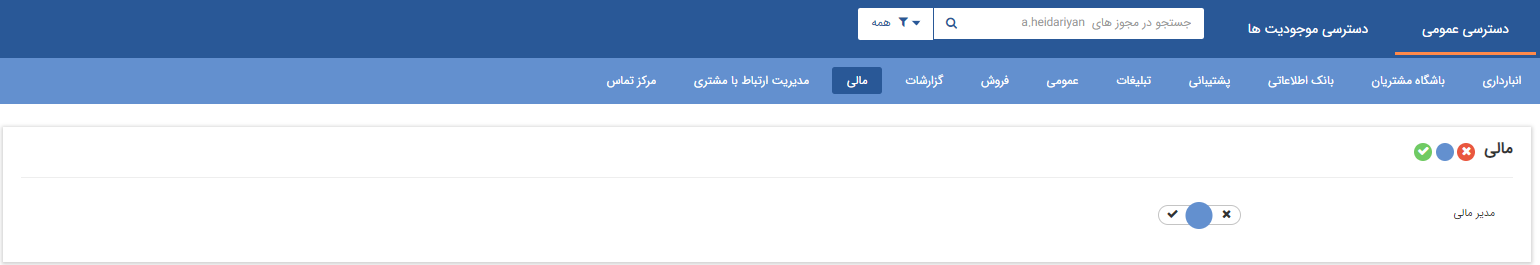 دسترسی عمومی
دسترسی موجودیت ها
جستجو در مجوز های a.heidariyan
همه
انبارداری
باشگاه مشتریان
بانک اطلاعاتی
پشتیبانی
تبلیغات
عمومی
فروش
گزارشات
مالی
مدیریت ارتباط با مشتری
مرکز تماس
مالی
مدیر مالی